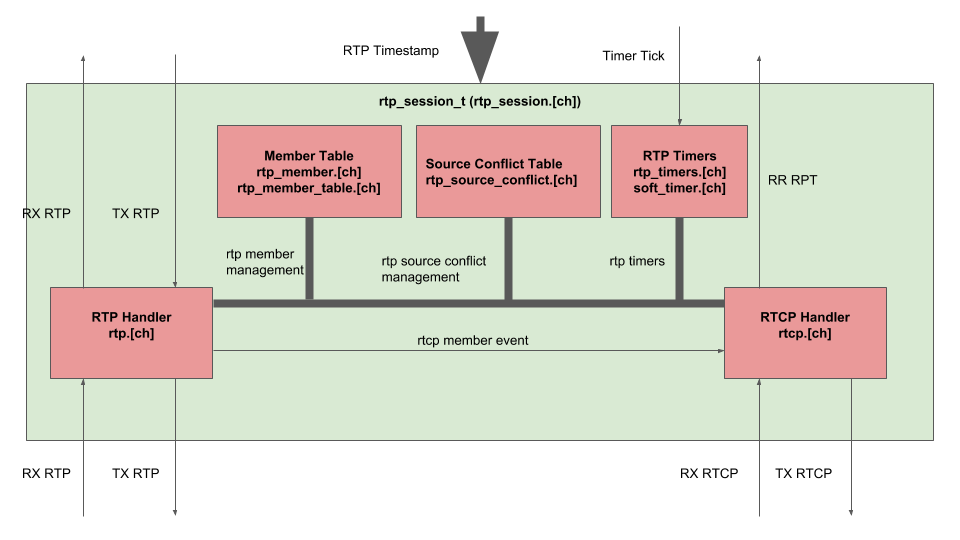 RTP Timestamp
Timer Tick
rtp_session_t (rtp_session.[ch])
Member Table
rtp_member.[ch]
rtp_member_table.[ch]
Source Conflict Table
rtp_source_conflict.[ch]
RTP Timers
rtp_timers.[ch]
soft_timer.[ch]
RR RPT
RX RTP
TX RTP
rtp member
management
rtp source conflict
management
rtp timers
RTP Handler
rtp.[ch]
RTCP Handler
rtcp.[ch]
rtcp member event
RX RTP
TX RTP
RX RTCP
TX RTCP